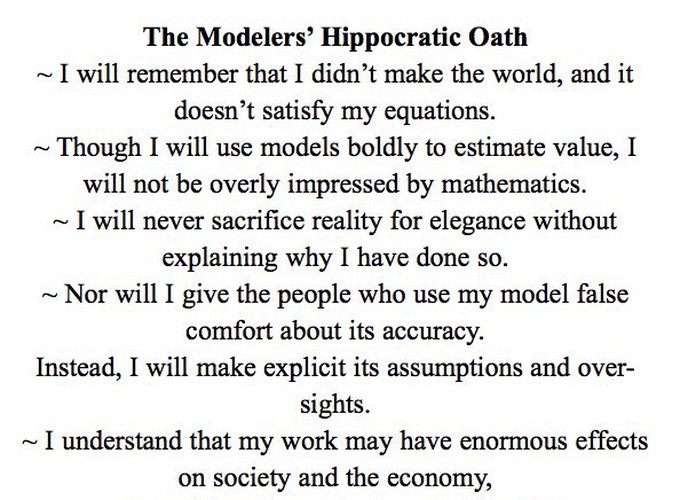 The Modelers’ Hippocratic Oath
~ I will remember that I didn’t make the world, and it
doesn’t satisfy my equations.
~ Though I will use models boldly to estimate value, I
will not be overly impressed by mathematics.
~ I will never sacrifice reality for elegance without
explaining why I have done so.
~ Nor will I give the people who use my model false
comfort about its accuracy.
Instead, I will make explicit its assumptions and over-
sights.
~ I understand that my work may have enormous effects
on society and the economy,